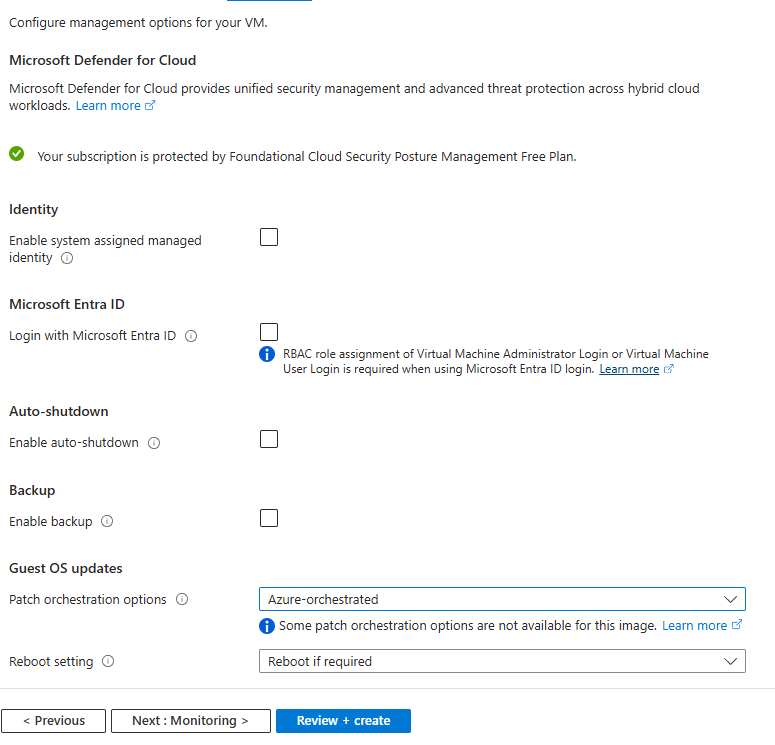 Configure management options for your VM.
Microsoft Defender for Cloud
Microsoft Defender for Cloud provides unified security management and advanced threat protection across hybrid cloud
workloads. Learn more
Your subscription is protected by Foundational Cloud Security Posture Management Free Plan.
Identity
Enable system assigned managed
identity
Microsoft Entra ID
Login with Microsoft Entra ID
RBAC role assignment of Virtual Machine Administrator Login or Virtual Machine
User Login is required when using Microsoft Entra ID login. Learn more
Auto-shutdown
Enable auto-shutdown
Backup
Enable backup
Guest OS updates
Patch orchestration options
Azure-orchestrated
Some patch orchestration options are not available for this image. Learn more
Reboot setting
Reboot if required
< Previous
Next : Monitoring >
Review + create